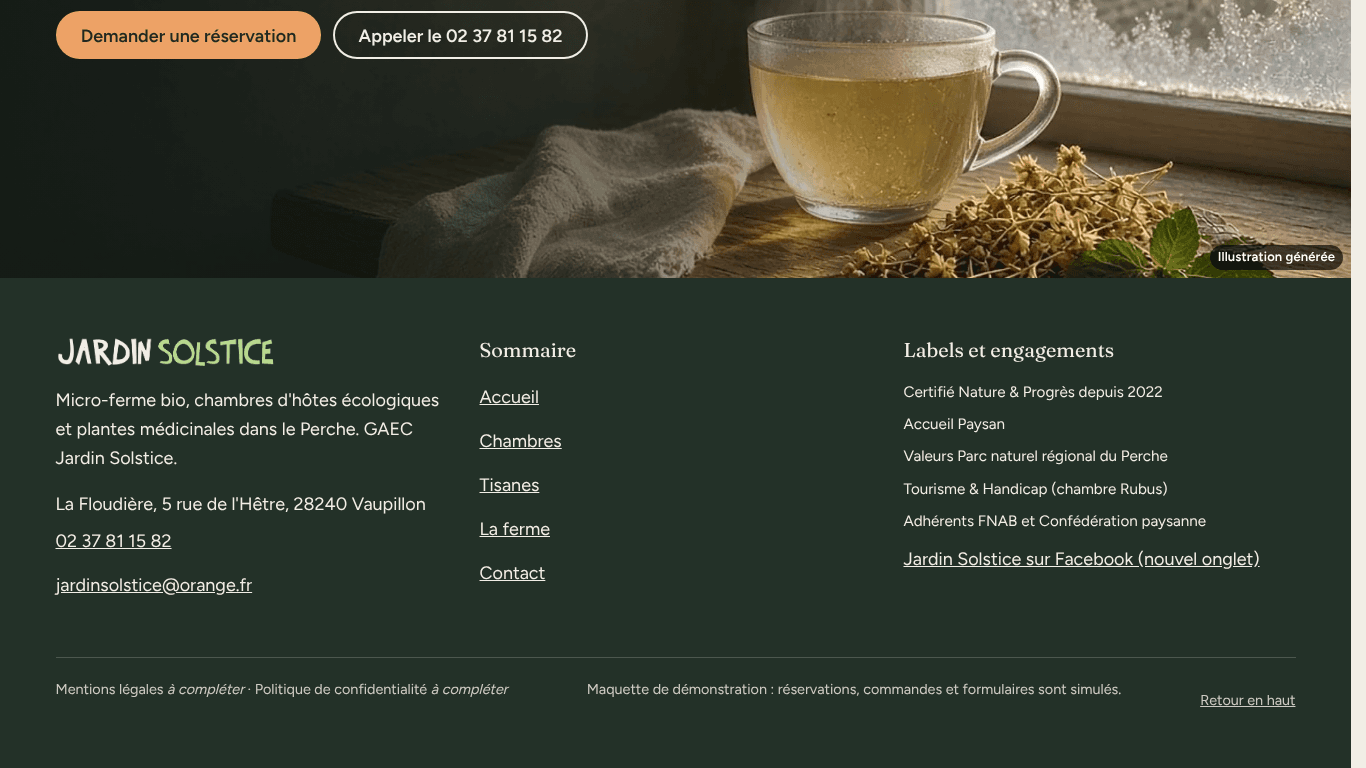 Demander une réservation
Appeler le 02 37 81 15 82
Illustration générée
JARDIN SOLSTICE
Micro-ferme bio, chambres d'hôtes écologiques
et plantes médicinales dans le Perche. GAEC
Jardin Solstice.
La Floudière, 5 rue de l'Hêtre, 28240 Vaupillon
02 37 81 15 82
jardinsolstice@orange.fr
Sommaire
Accueil
Chambres
Tisanes
La ferme
Contact
Labels et engagements
Certifié Nature & Progrès depuis 2022
Accueil Paysan
Valeurs Parc naturel régional du Perche
Tourisme & Handicap (chambre Rubus)
Adhérents FNAB et Confédération paysanne
Jardin Solstice sur Facebook (nouvel onglet)
Mentions légales à compléter · Politique de confidentialité à compléter
Maquette de démonstration : réservations, commandes et formulaires sont simulés.
Retour en haut